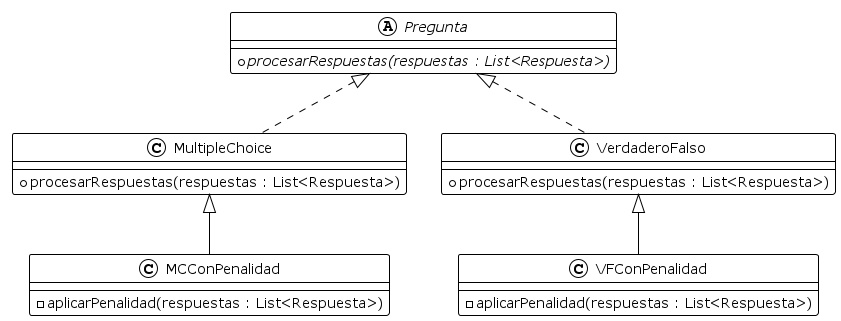 A Pregunta
procesarRespuestas(respuestas : List<Respuesta>)
C MultipleChoice
procesarRespuestas(respuestas : List<Respuesta>)
C VerdaderoFalso
procesarRespuestas(respuestas : List<Respuesta>)
C MCConPenalidad
aplicarPenalidad(respuestas : List<Respuesta>)
C VFConPenalidad
aplicarPenalidad(respuestas : List<Respuesta>)